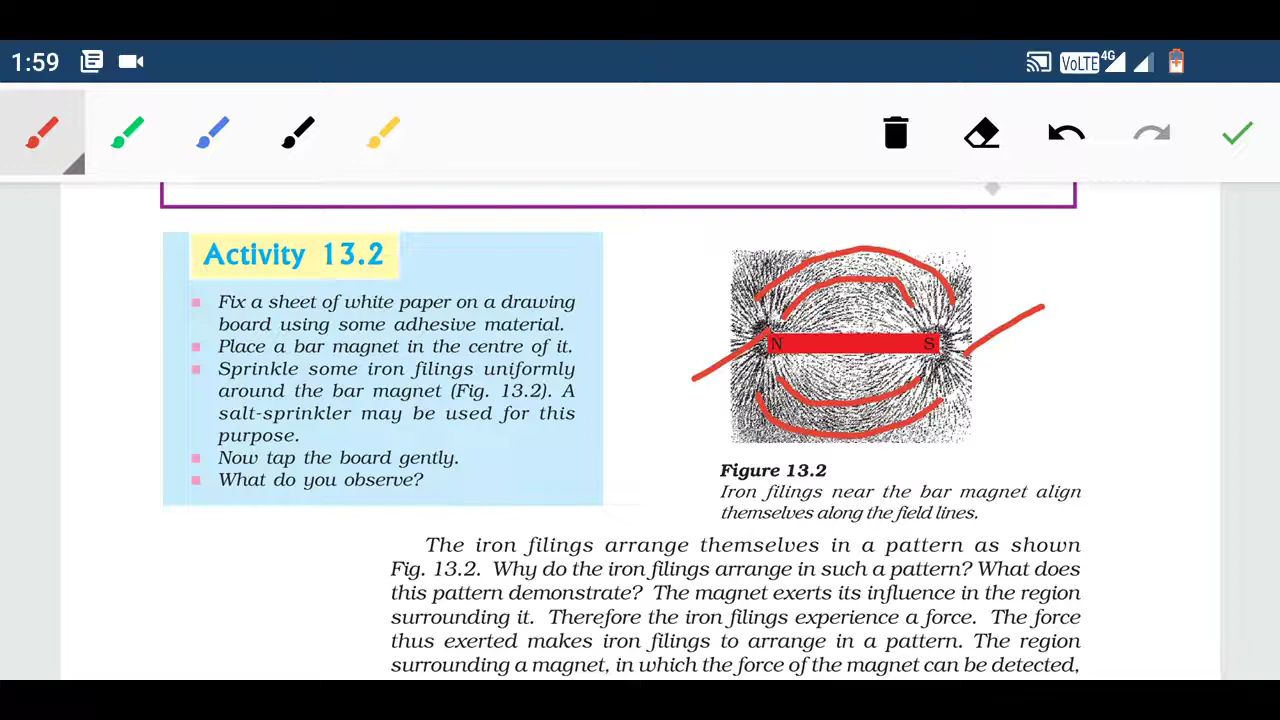 1:59
VoLTE 4G
Activity 13.2
Fix a sheet of white paper on a drawing
board using some adhesive material.
Place a bar magnet in the centre of it.
Sprinkle some iron filings uniformly
around the bar magnet (Fig. 13.2). A
salt-sprinkler may be used for this
purpose.
Now tap the board gently.
What do you observe?
N S
Figure 13.2
Iron filings near the bar magnet align
themselves along the field lines.
The iron filings arrange themselves in a pattern as shown
Fig. 13.2. Why do the iron filings arrange in such a pattern? What does
this pattern demonstrate? The magnet exerts its influence in the region
surrounding it. Therefore the iron filings experience a force. The force
thus exerted makes iron filings to arrange in a pattern. The region
surrounding a magnet, in which the force of the magnet can be detected,